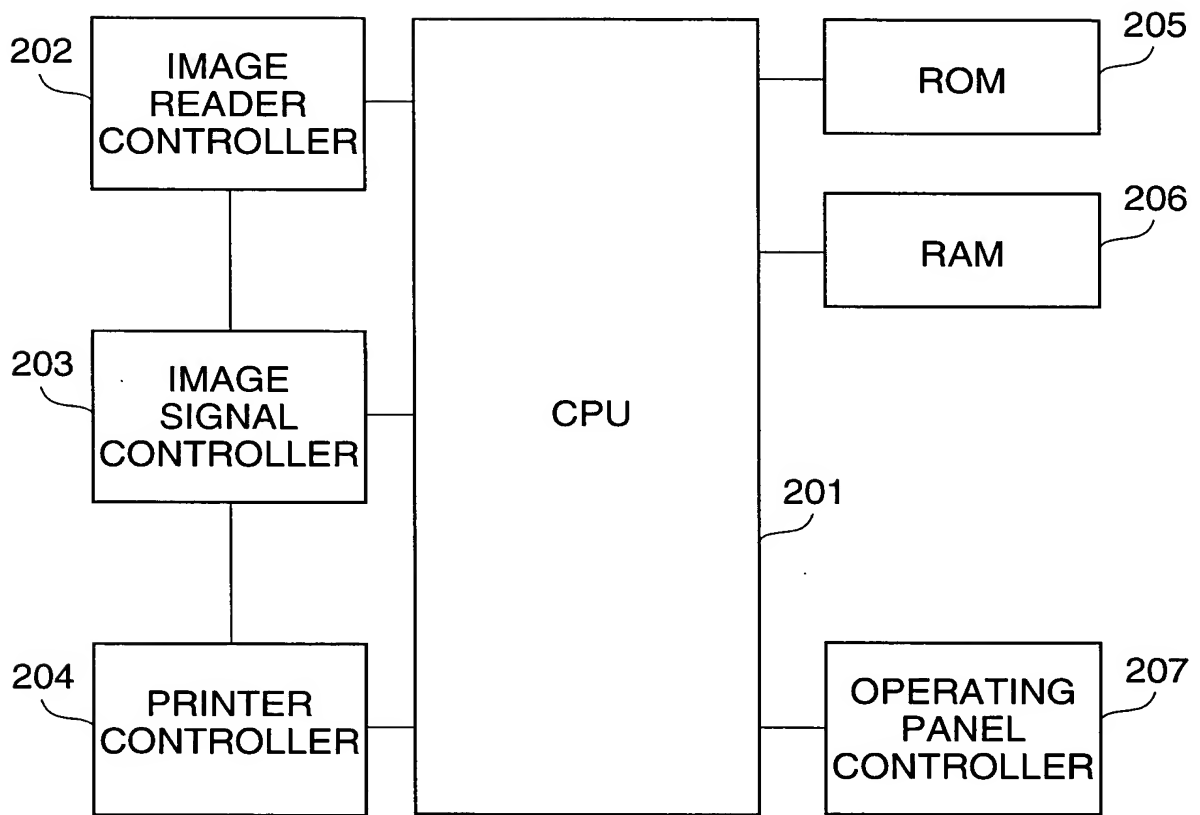 202
IMAGE
READER
CONTROLLER
203
IMAGE
SIGNAL
CONTROLLER
204
PRINTER
CONTROLLER
CPU
201
205
ROM
206
RAM
207
OPERATING
PANEL
CONTROLLER